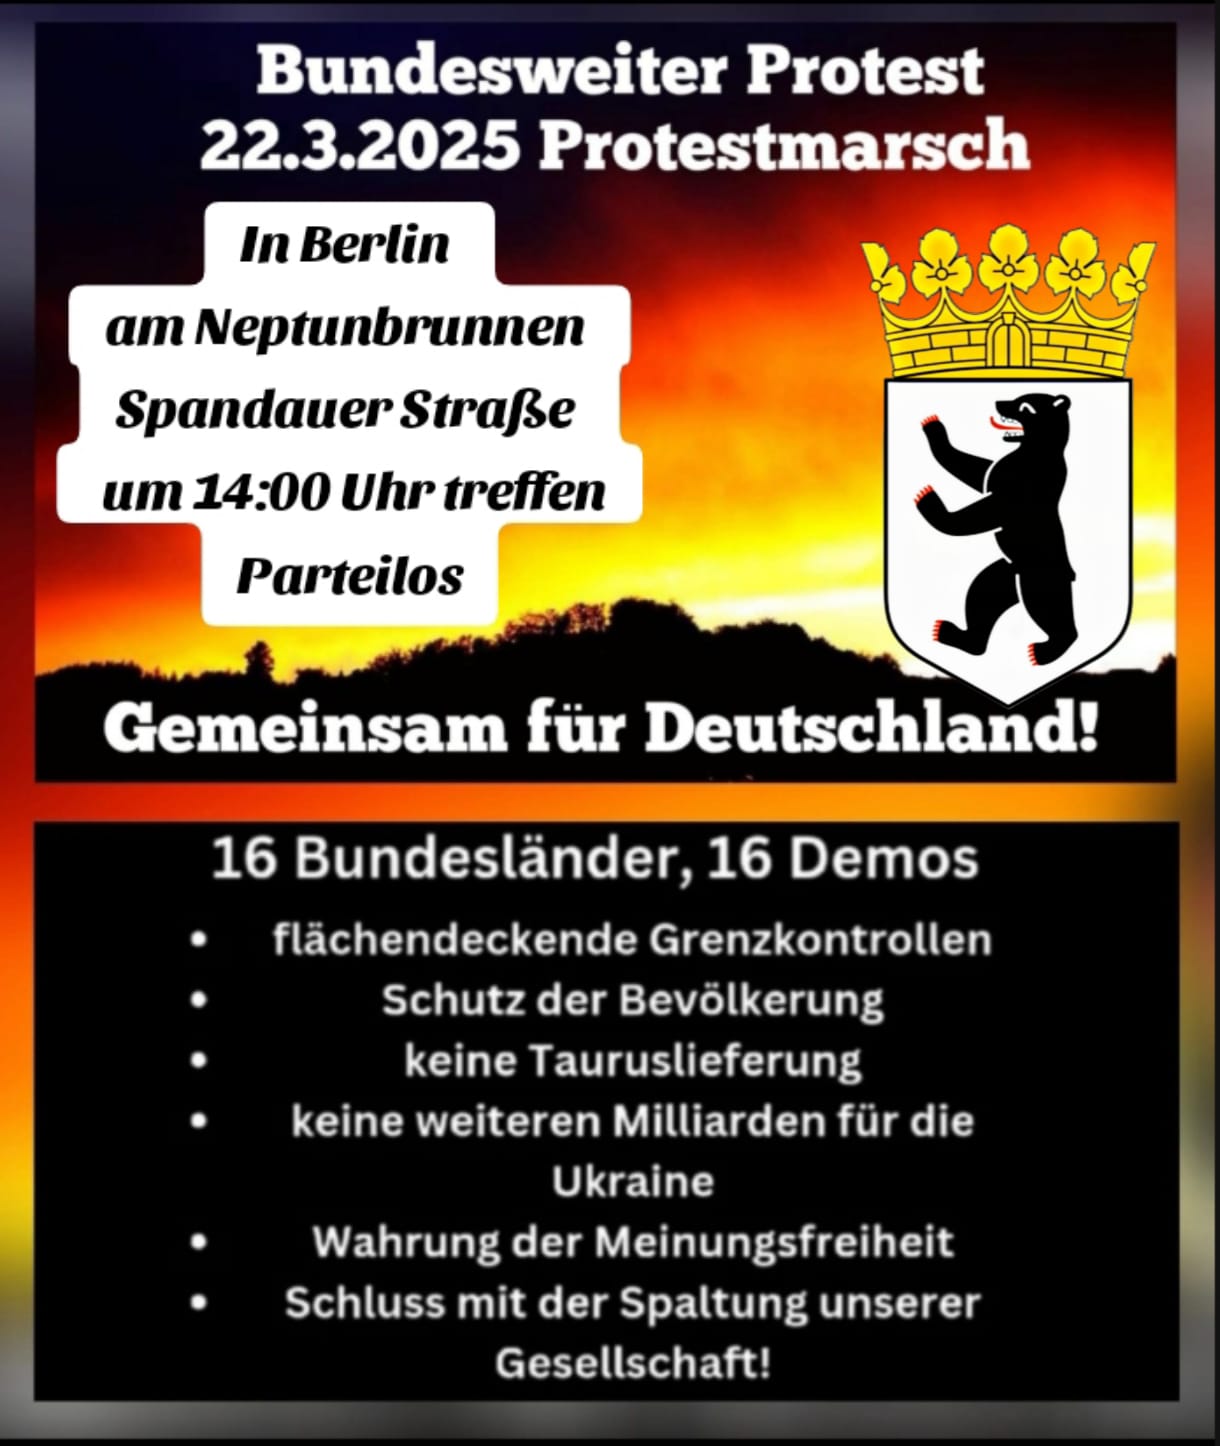 Bundesweiter Protest
22.3.2025 Protestmarsch
In Berlin
am Neptunbrunnen
Spandauer Straße
um 14:00 Uhr treffen
Parteilos
Gemeinsam für Deutschland!
16 Bundesländer, 16 Demos
• flächendeckende Grenzkontrollen
• Schutz der Bevölkerung
• keine Tauruslieferung
• keine weiteren Milliarden für die
Ukraine
• Wahrung der Meinungsfreiheit
• Schluss mit der Spaltung unserer
Gesellschaft!